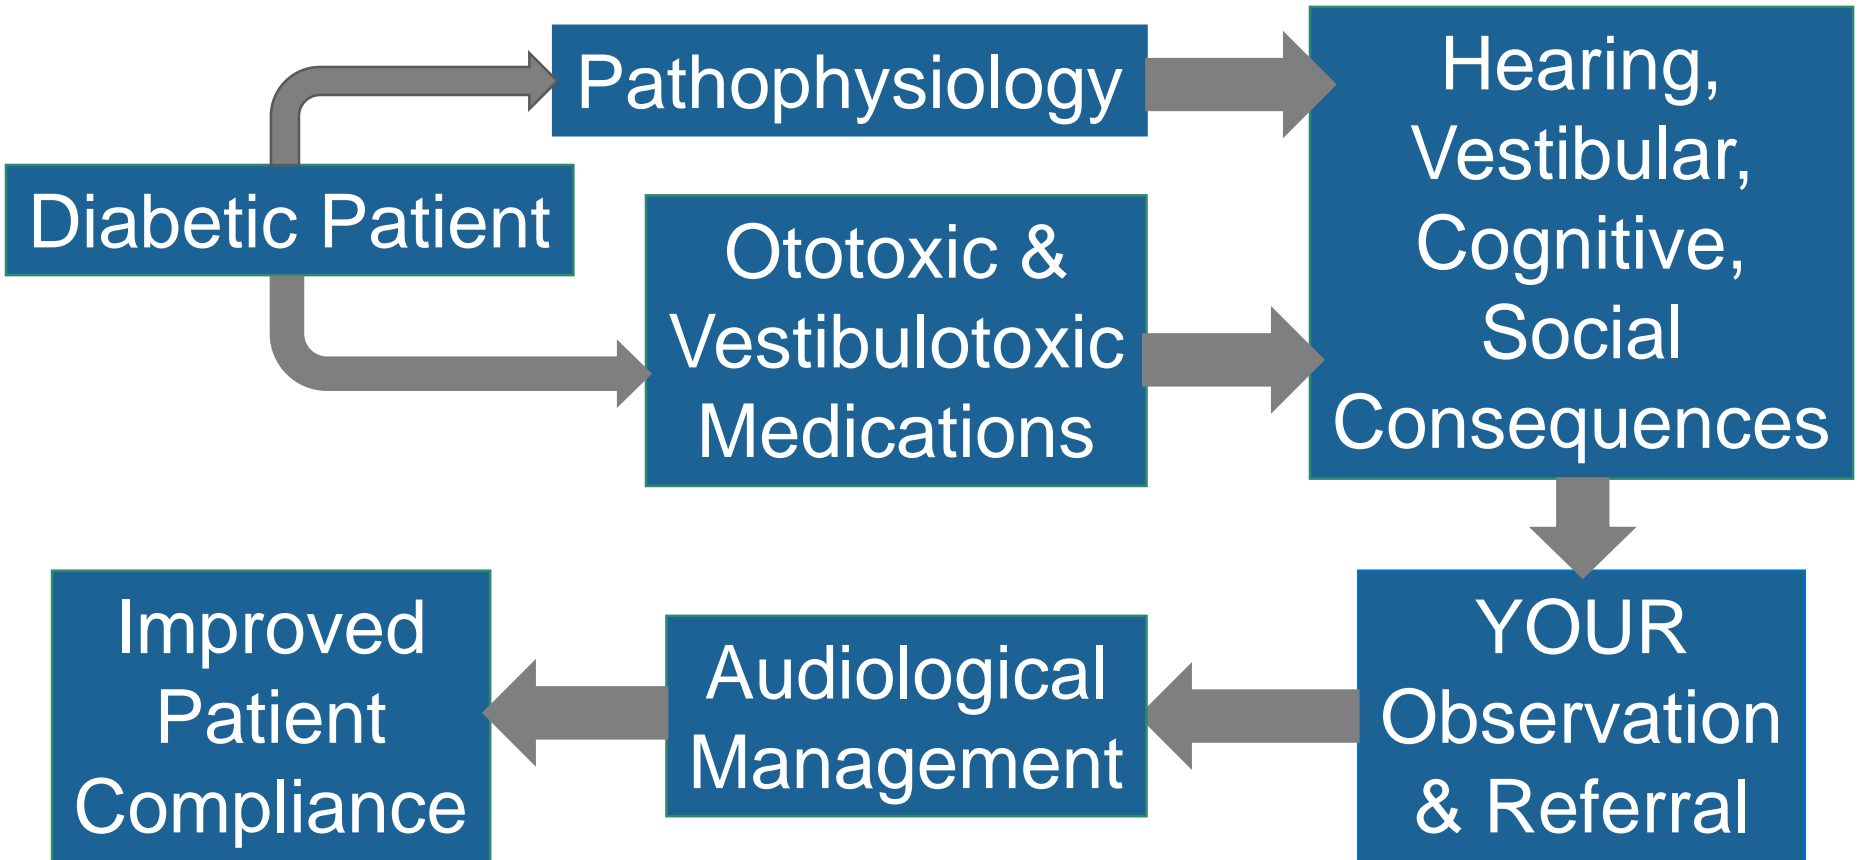 Pathophysiology
Diabetic Patient
Ototoxic &
Vestibulotoxic
Medications
Hearing,
Vestibular,
Cognitive,
Social
Consequences
YOUR
Observation
& Referral
Audiological
Management
Improved
Patient
Compliance